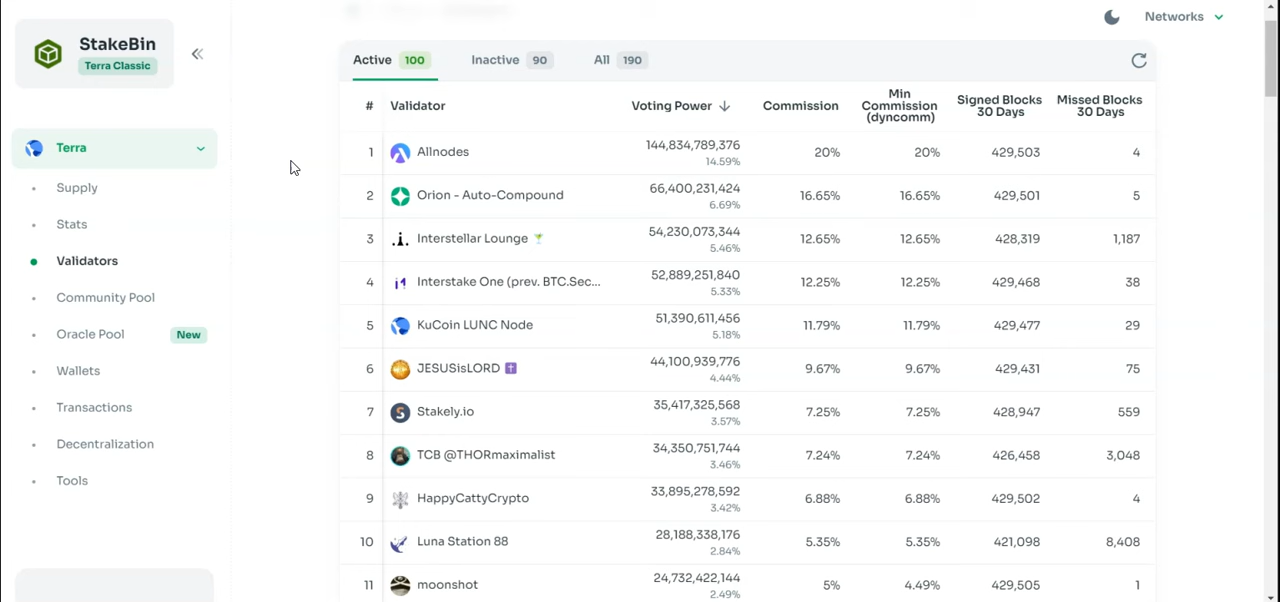 StakeBin
Terra Classic
Networks
Active 100 Inactive 90 All 190
# Validator Voting Power Commission Min Commission (dyncomm) Signed Blocks 30 Days Missed Blocks 30 Days
1 Allnodes 144,834,789,376 14.59% 20% 20% 429,503 4
2 Orion - Auto-Compound 66,400,231,424 6.69% 16.65% 16.65% 429,501 5
3 Interstellar Lounge 54,230,073,344 5.46% 12.65% 12.65% 428,319 1,187
4 Interstake One (prev. BTC.Sec... 52,889,251,840 5.33% 12.25% 12.25% 429,468 38
5 KuCoin LUNC Node 51,390,611,456 5.18% 11.79% 11.79% 429,477 29
6 JESUSisLORD 44,100,939,776 4.44% 9.67% 9.67% 429,431 75
7 Stakely.io 35,417,325,568 3.57% 7.25% 7.25% 428,947 559
8 TCB @THORmaximalist 34,350,751,744 3.46% 7.24% 7.24% 426,458 3,048
9 HappyCattyCrypto 33,895,278,592 3.42% 6.88% 6.88% 429,502 4
10 Luna Station 88 28,188,338,176 2.84% 5.35% 5.35% 421,098 8,408
11 moonshot 24,732,422,144 2.49% 5% 4.49% 429,505 1
Terra
Supply
Stats
Validators
Community Pool
Oracle Pool New
Wallets
Transactions
Decentralization
Tools